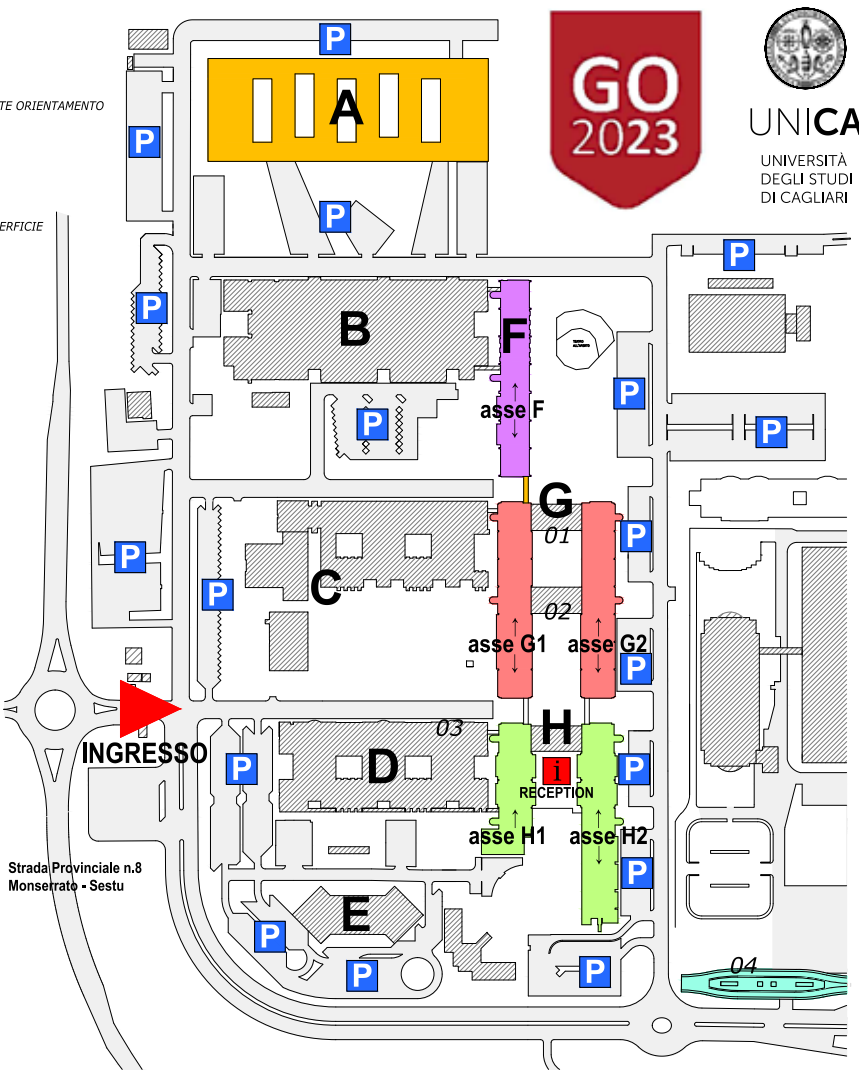 P
GO
2023
UNICA
UNIVERSITÀ
DEGLI STUDI
DI CAGLIARI
TE ORIENTAMENTO
A
P
P
ERFICIE
P
P
B
F
P
asse F
P
P
P
G
01
P
P
C
P
02
asse G1
asse G2
P
INGRESSO
03
H
D
P
i
P
RECEPTION
asse H1
asse H2
Strada Provinciale n.8
Monserrato - Sestu
P
E
P
P
P
04